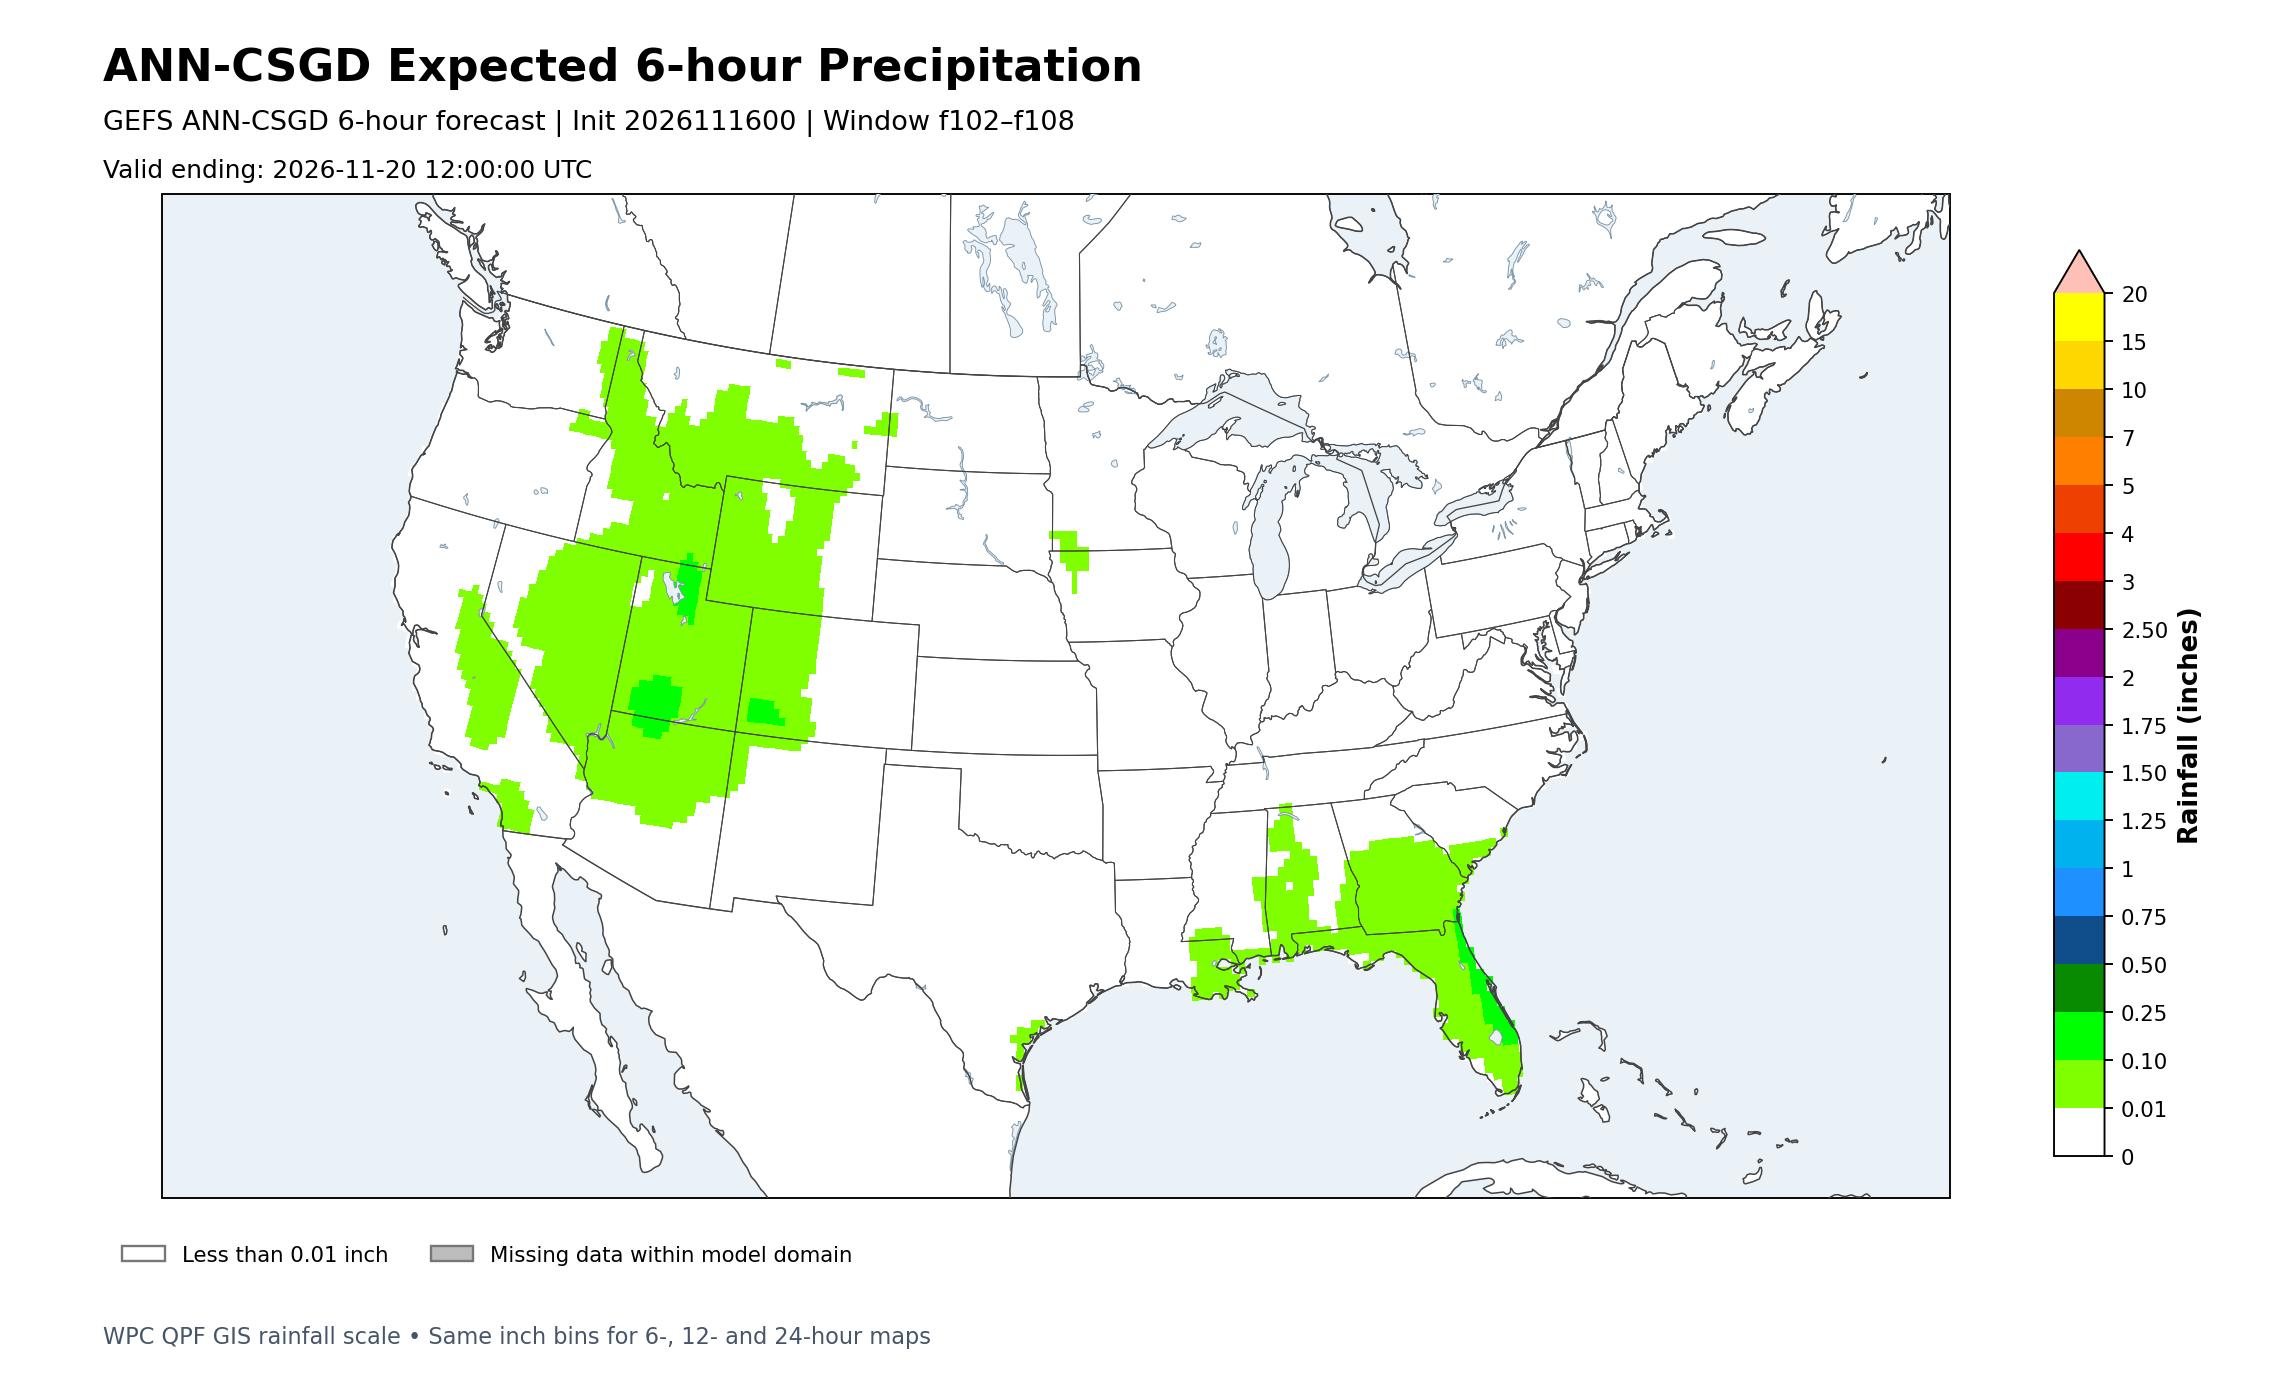 ANN-CSGD Expected 6-hour Precipitation
GEFS ANN-CSGD 6-hour forecast | Init 2026111600 | Window f102–f108
Valid ending: 2026-11-20 12:00:00 UTC
20
15
10
7
5
4
3
2.50
2
1.75
1.50
1.25
1
0.75
0.50
0.25
0.10
0.01
0
Rainfall (inches)
Less than 0.01 inch
Missing data within model domain
WPC QPF GIS rainfall scale • Same inch bins for 6-, 12- and 24-hour maps